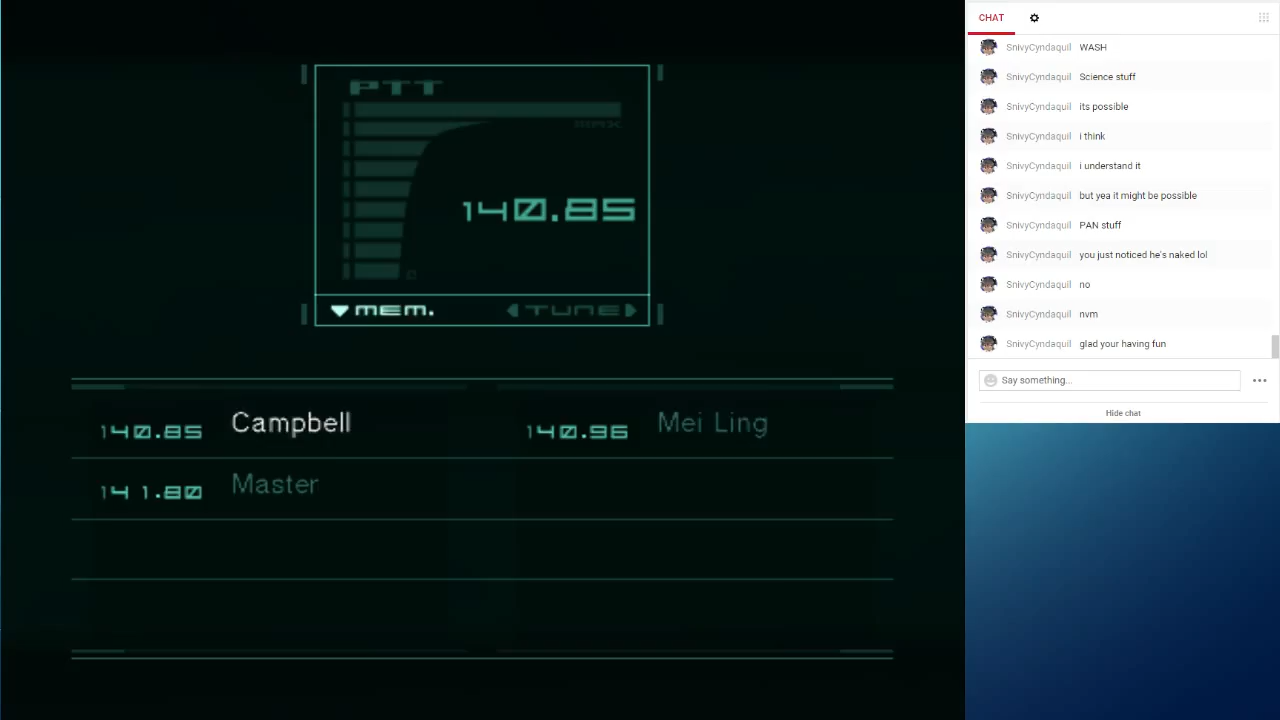 PTT
MAX
140.85
MEM.
TUNE
140.85 Campbell
140.96 Mei Ling
141.80 Master
CHAT
SnivyCyndaquil WASH
SnivyCyndaquil Science stuff
SnivyCyndaquil its possible
SnivyCyndaquil i think
SnivyCyndaquil i understand it
SnivyCyndaquil but yea it might be possible
SnivyCyndaquil PAN stuff
SnivyCyndaquil you just noticed he's naked lol
SnivyCyndaquil no
SnivyCyndaquil nvm
SnivyCyndaquil glad your having fun
Say something...
Hide chat